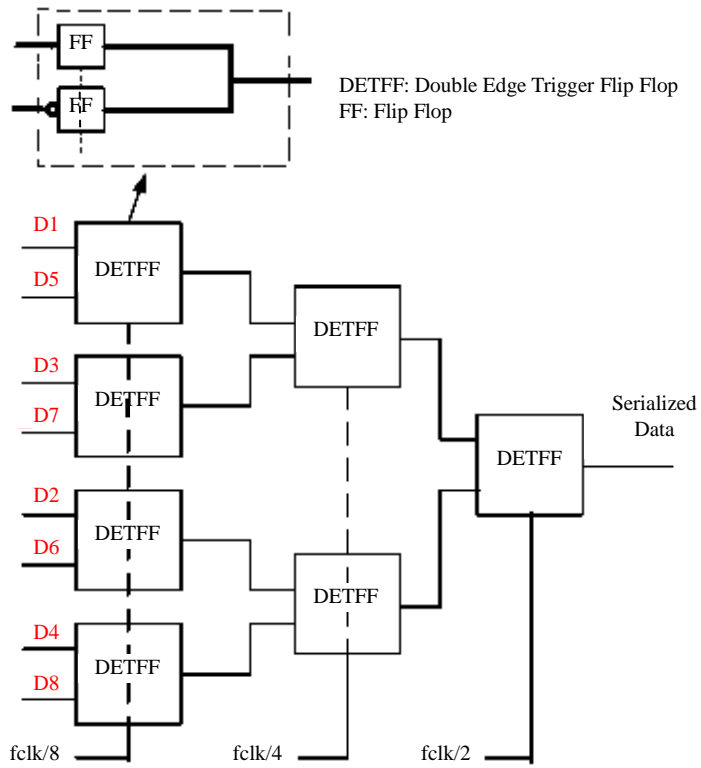 FF
FF
DETFF: Double Edge Trigger Flip Flop
FF: Flip Flop
D1
DETFF
D5
DETFF
D3
DETFF
D7
Serialized
Data
DETFF
D2
DETFF
D6
DETFF
D4
DETFF
D8
fclk/8
fclk/4
fclk/2